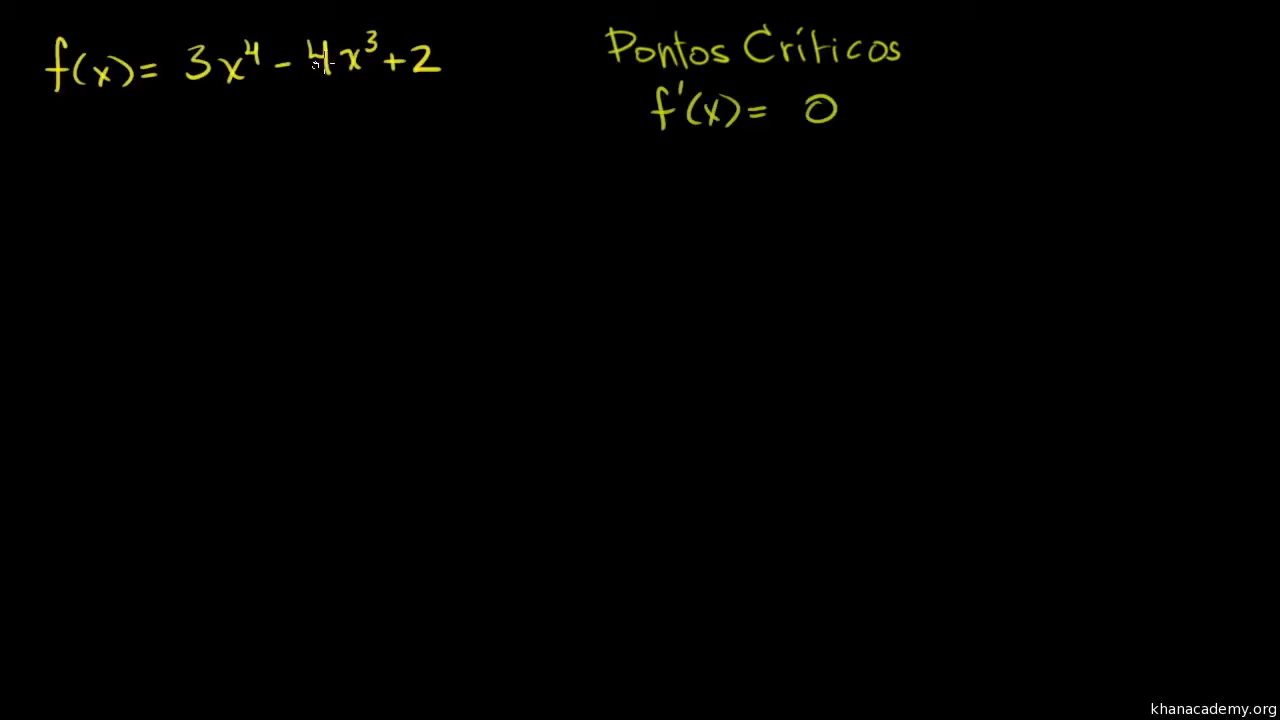 f(x) = 3x⁴ - 4x³ + 2
Pontos Críticos
f'(x) = 0
khanacademy.org